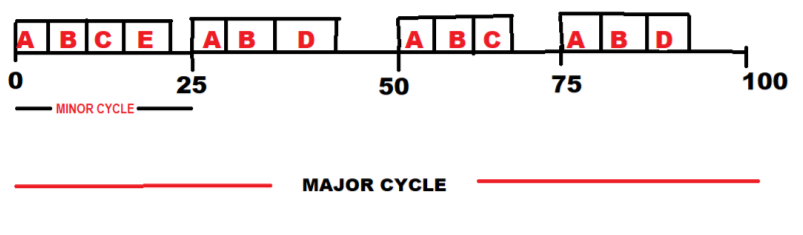 A B C E A B D A B C A B D
0 25 50 75 100
MINOR CYCLE
MAJOR CYCLE